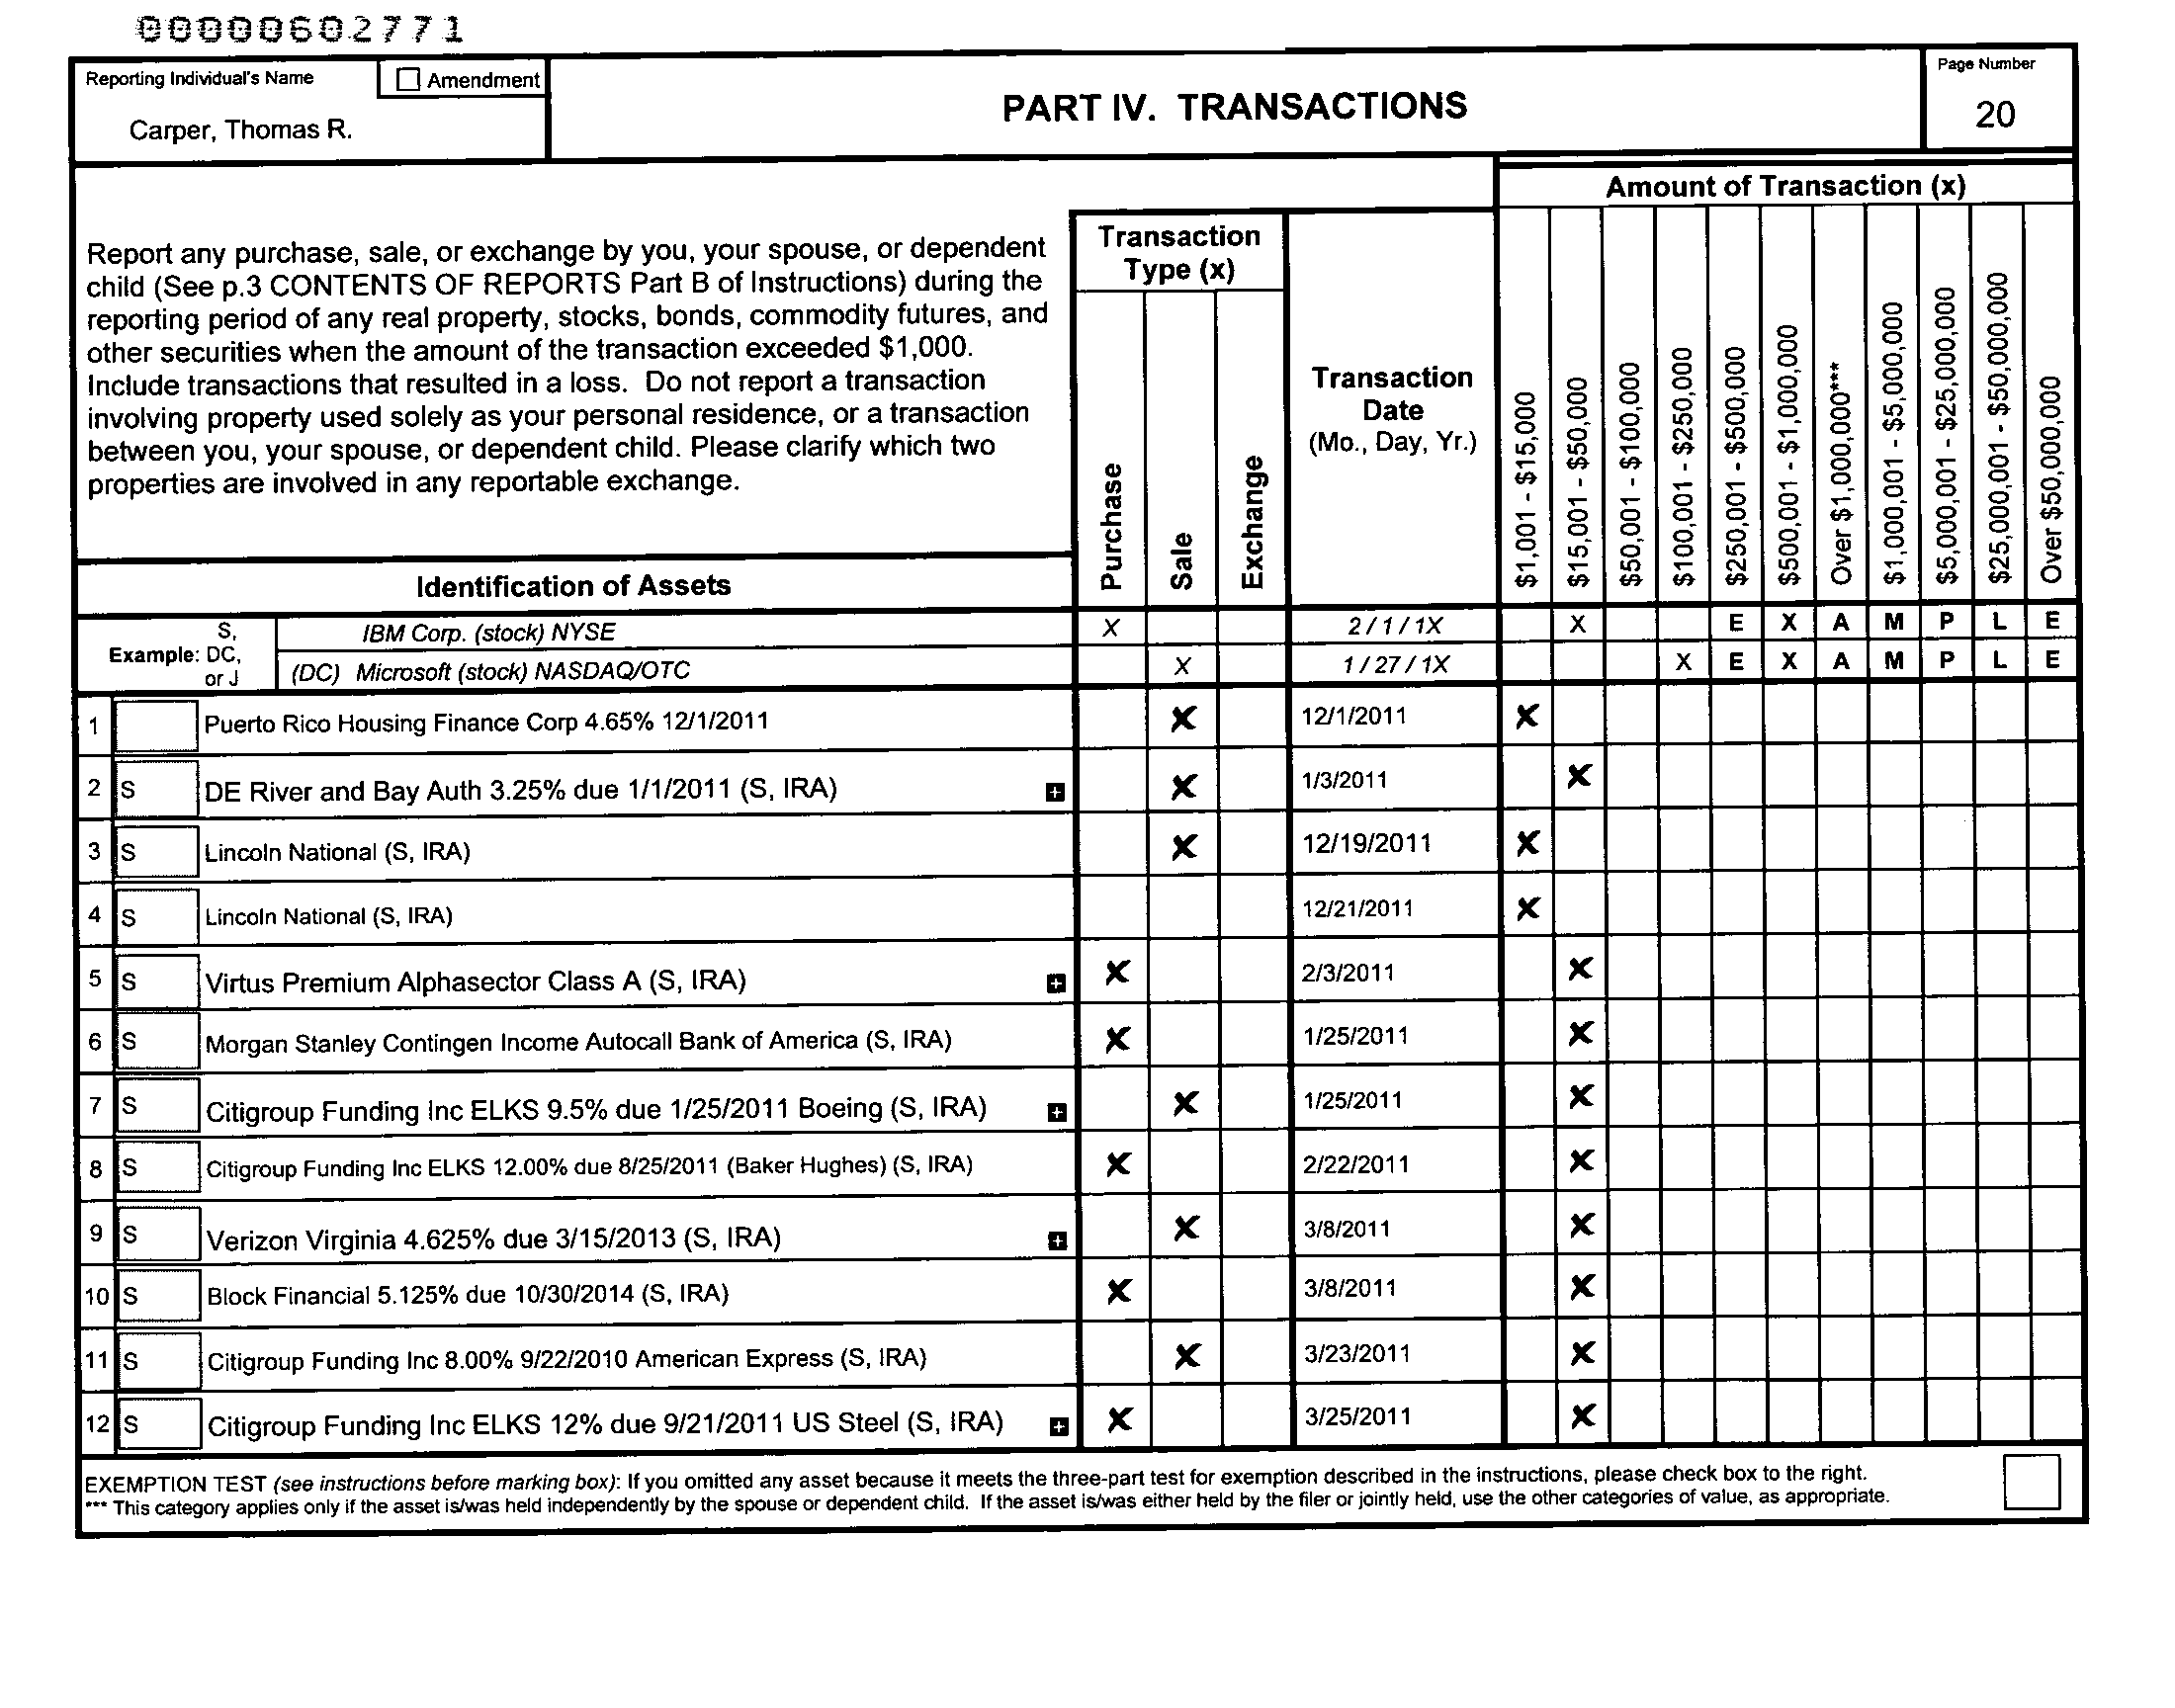 00000602771
Reporting Individual's Name
Amendment
Carper, Thomas R.
PART IV. TRANSACTIONS
Page Number
20
Amount of Transaction (x)
Report any purchase, sale, or exchange by you, your spouse, or dependent
child (See p.3 CONTENTS OF REPORTS Part B of Instructions) during the
reporting period of any real property, stocks, bonds, commodity futures, and
other securities when the amount of the transaction exceeded $1,000.
Include transactions that resulted in a loss. Do not report a transaction
involving property used solely as your personal residence, or a transaction
between you, your spouse, or dependent child. Please clarify which two
properties are involved in any reportable exchange.
Transaction
Type (x)
Purchase
Sale
Exchange
Transaction
Date
(Mo., Day, Yr.)
$1,001 - $15,000
$15,001 - $50,000
$50,001 - $100,000
$100,001 - $250,000
$250,001 - $500,000
$500,001 - $1,000,000
Over $1,000,000***
$1,000,001 - $5,000,000
$5,000,001 - $25,000,000
$25,000,001 - $50,000,000
Over $50,000,000
Identification of Assets
Example: S, DC, or J
IBM Corp. (stock) NYSE X 2 / 1 / 1X X E X A M P L E
(DC) Microsoft (stock) NASDAQ/OTC X 1 / 27 / 1X X E X A M P L E
1 Puerto Rico Housing Finance Corp 4.65% 12/1/2011 X 12/1/2011 X
2 S DE River and Bay Auth 3.25% due 1/1/2011 (S, IRA) + X 1/3/2011 X
3 S Lincoln National (S, IRA) X 12/19/2011 X
4 S Lincoln National (S, IRA) 12/21/2011 X
5 S Virtus Premium Alphasector Class A (S, IRA) + X 2/3/2011 X
6 S Morgan Stanley Contingen Income Autocall Bank of America (S, IRA) X 1/25/2011 X
7 S Citigroup Funding Inc ELKS 9.5% due 1/25/2011 Boeing (S, IRA) + X 1/25/2011 X
8 S Citigroup Funding Inc ELKS 12.00% due 8/25/2011 (Baker Hughes) (S, IRA) X 2/22/2011 X
9 S Verizon Virginia 4.625% due 3/15/2013 (S, IRA) + X 3/8/2011 X
10 S Block Financial 5.125% due 10/30/2014 (S, IRA) X 3/8/2011 X
11 S Citigroup Funding Inc 8.00% 9/22/2010 American Express (S, IRA) X 3/23/2011 X
12 S Citigroup Funding Inc ELKS 12% due 9/21/2011 US Steel (S, IRA) + X 3/25/2011 X
EXEMPTION TEST (see instructions before marking box): If you omitted any asset because it meets the three-part test for exemption described in the instructions, please check box to the right.
*** This category applies only if the asset is/was held independently by the spouse or dependent child. If the asset is/was either held by the filer or jointly held, use the other categories of value, as appropriate.